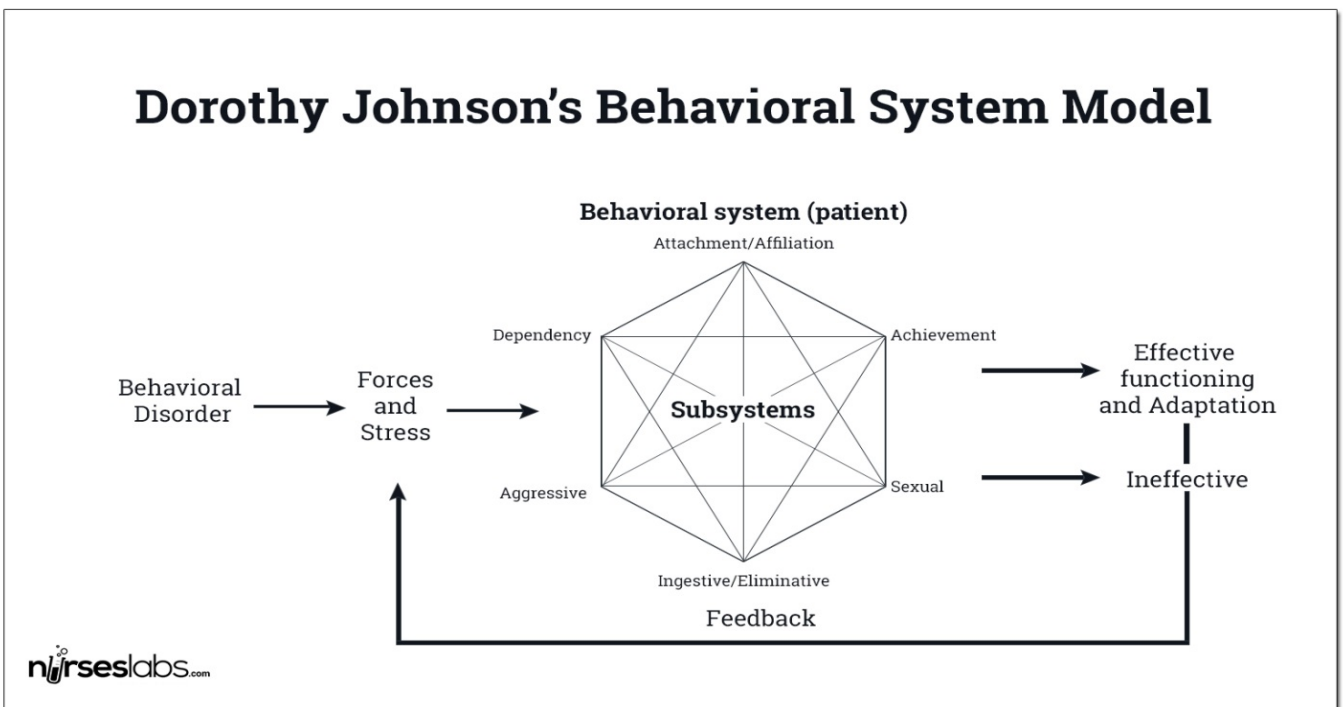 Dorothy Johnson's Behavioral System Model
Behavioral system (patient)
Attachment/Affiliation
Dependency
Achievement
Behavioral
Disorder
Forces
and
Stress
Subsystems
Effective
functioning
and Adaptation
Aggressive
Sexual
Ineffective
Ingestive/Eliminative
Feedback
nurseslabs.com